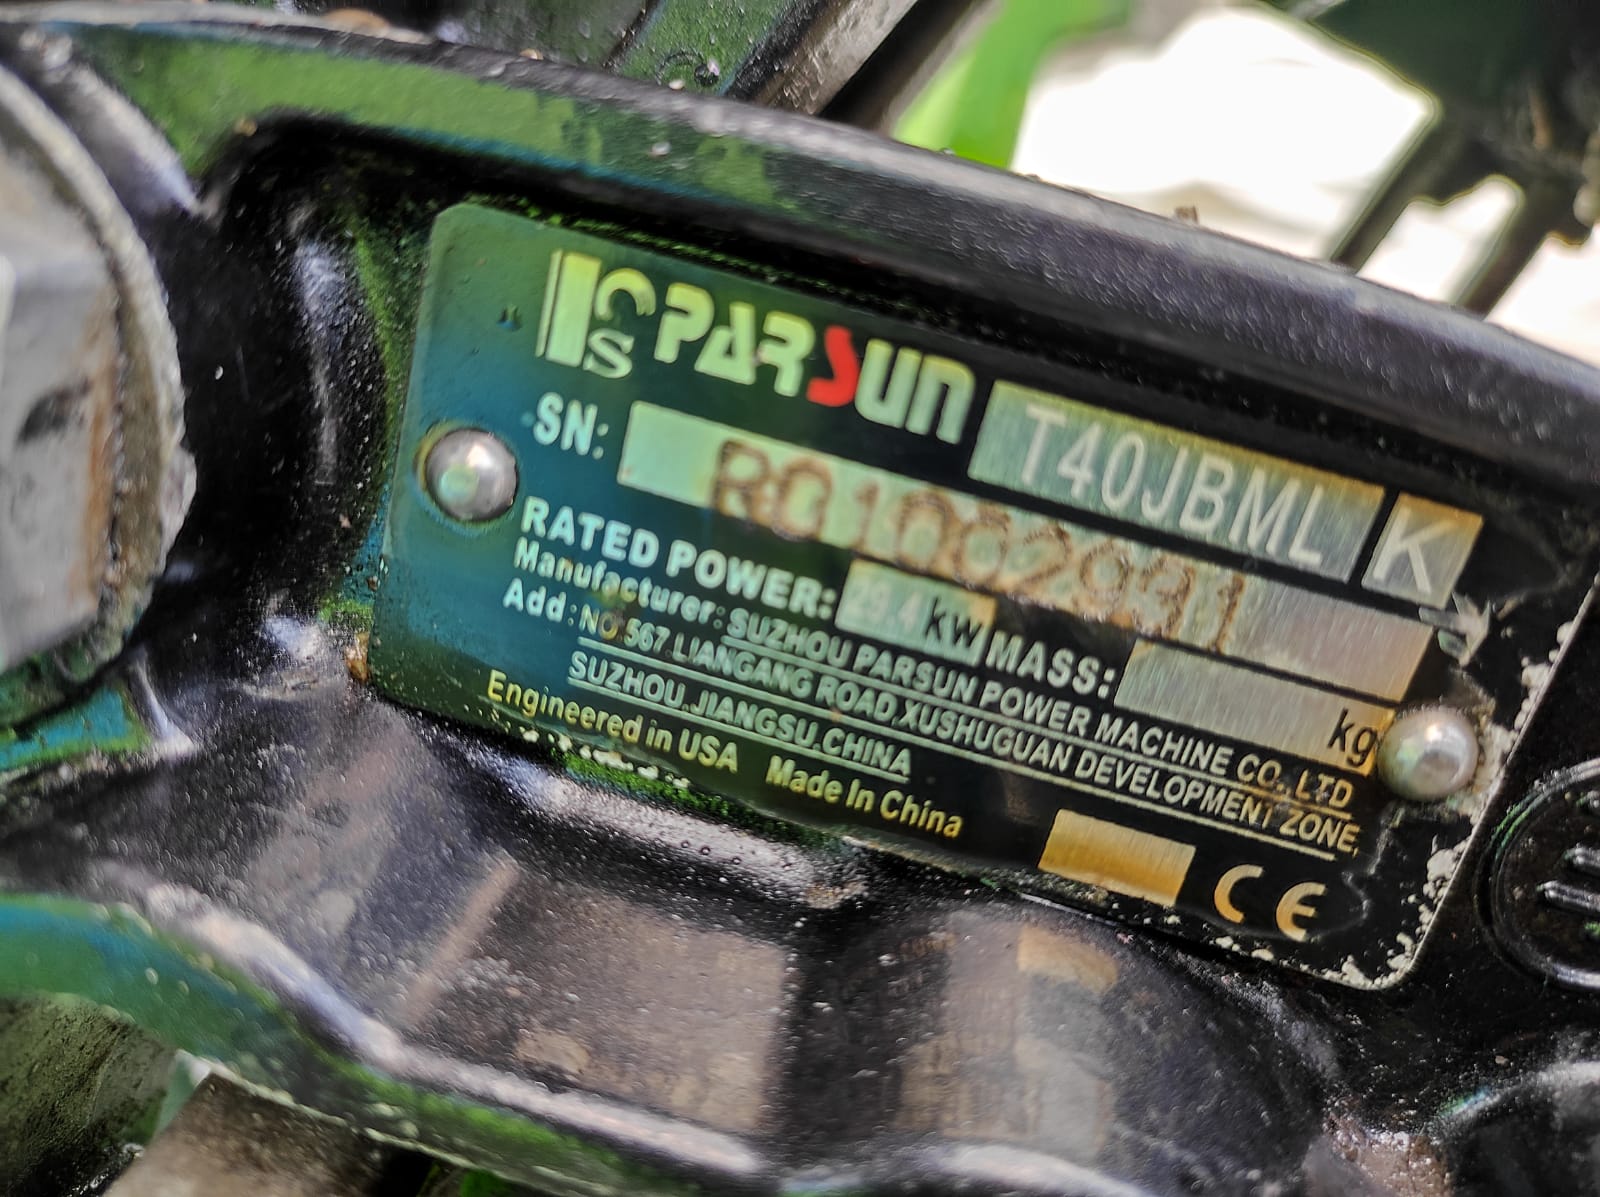 PARSUN T40JBML K
SN: RO1002991
RATED POWER: 29.4 kW MASS: kg
Manufacturer: SUZHOU PARSUN POWER MACHINE CO.,LTD
Add: NO.567 LIANGANG ROAD,XUSHUGUAN DEVELOPMENT ZONE,
SUZHOU,JIANGSU,CHINA
Engineered in USA Made In China
CE